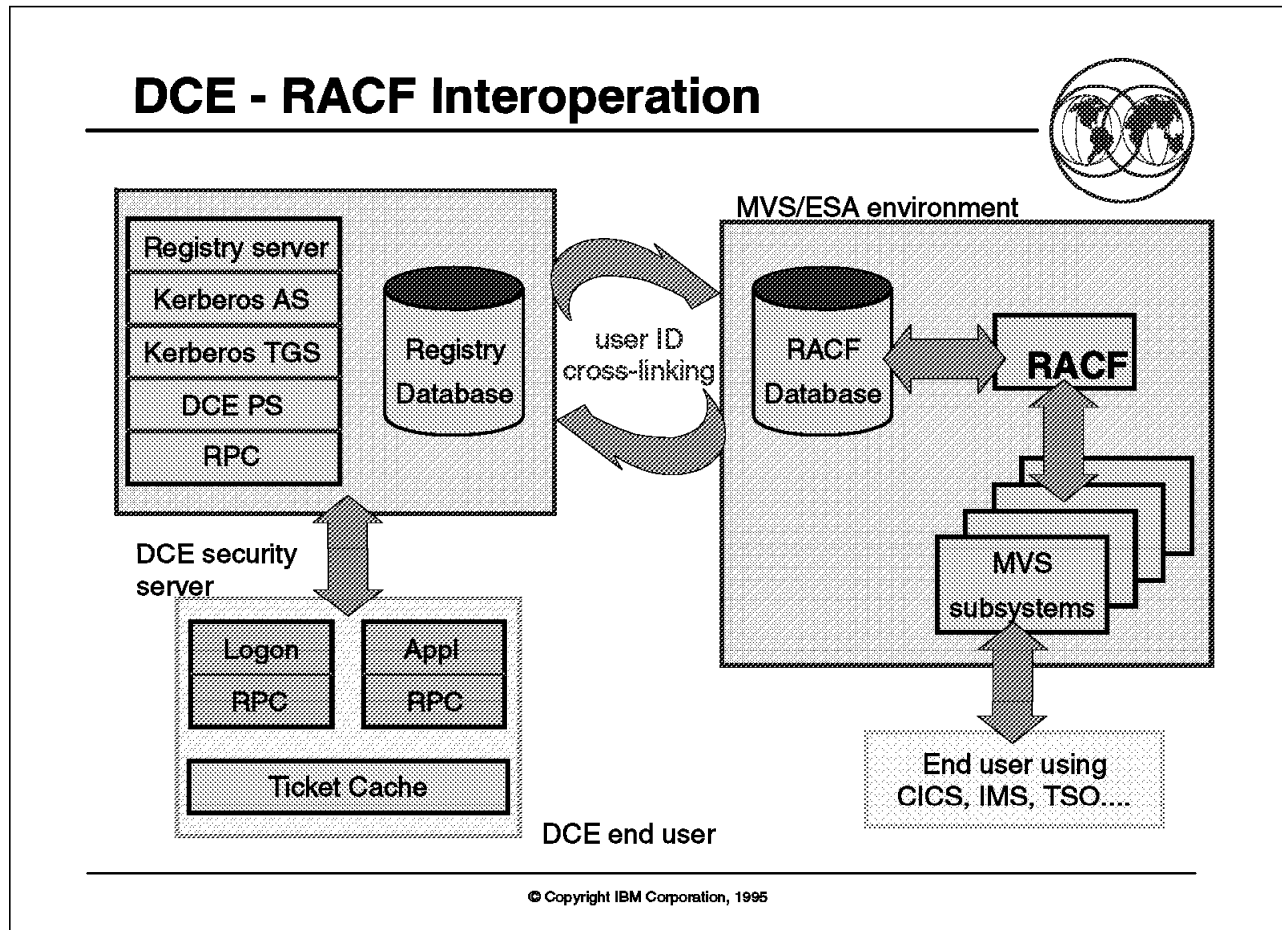 DCE - RACF Interoperation
Registry server
Kerberos AS
Kerberos TGS
DCE PS
RPC
Registry
Database
user ID
cross-linking
MVS/ESA environment
RACF
Database
RACF
MVS
subsystems
DCE security
server
Logon
RPC
Appl
RPC
Ticket Cache
DCE end user
End user using
CICS, IMS, TSO....
© Copyright IBM Corporation, 1995